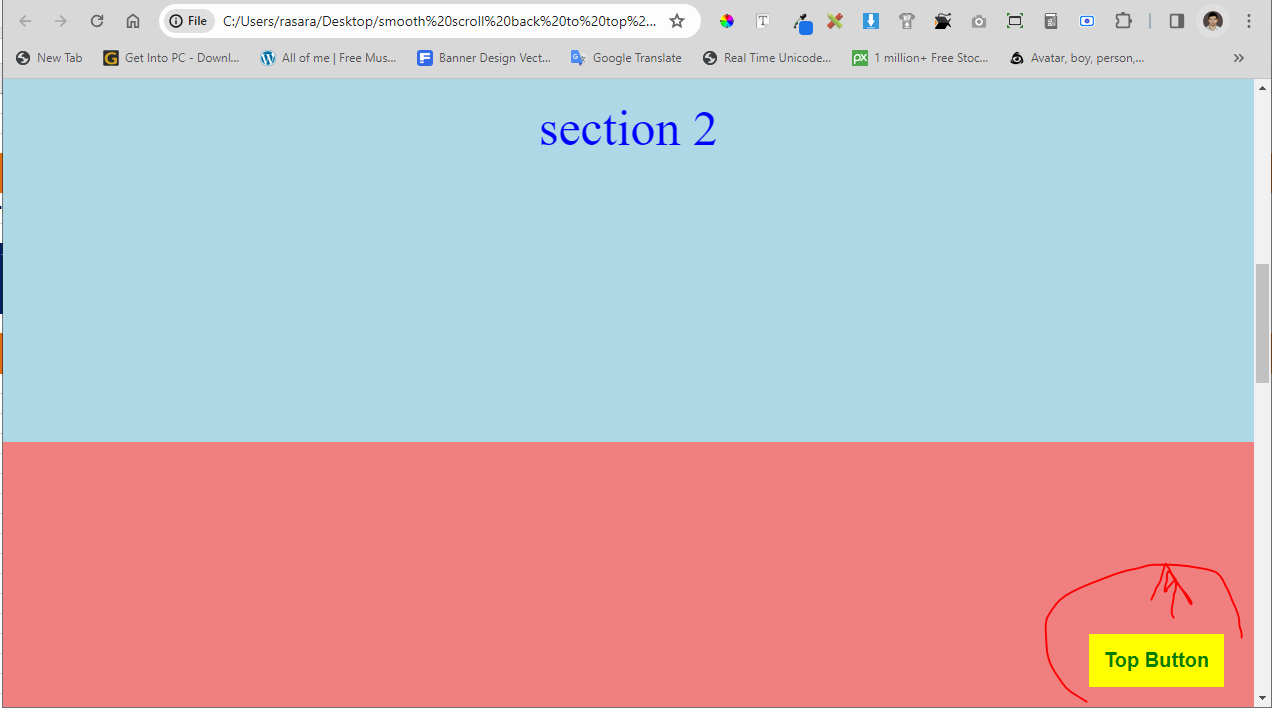 File C:/Users/rasara/Desktop/smooth%20scroll%20back%20to%20top%2...
New Tab Get Into PC - Downl... All of me | Free Mus... Banner Design Vect... Google Translate Real Time Unicode... 1 million+ Free Stoc... Avatar, boy, person,...
section 2
Top Button